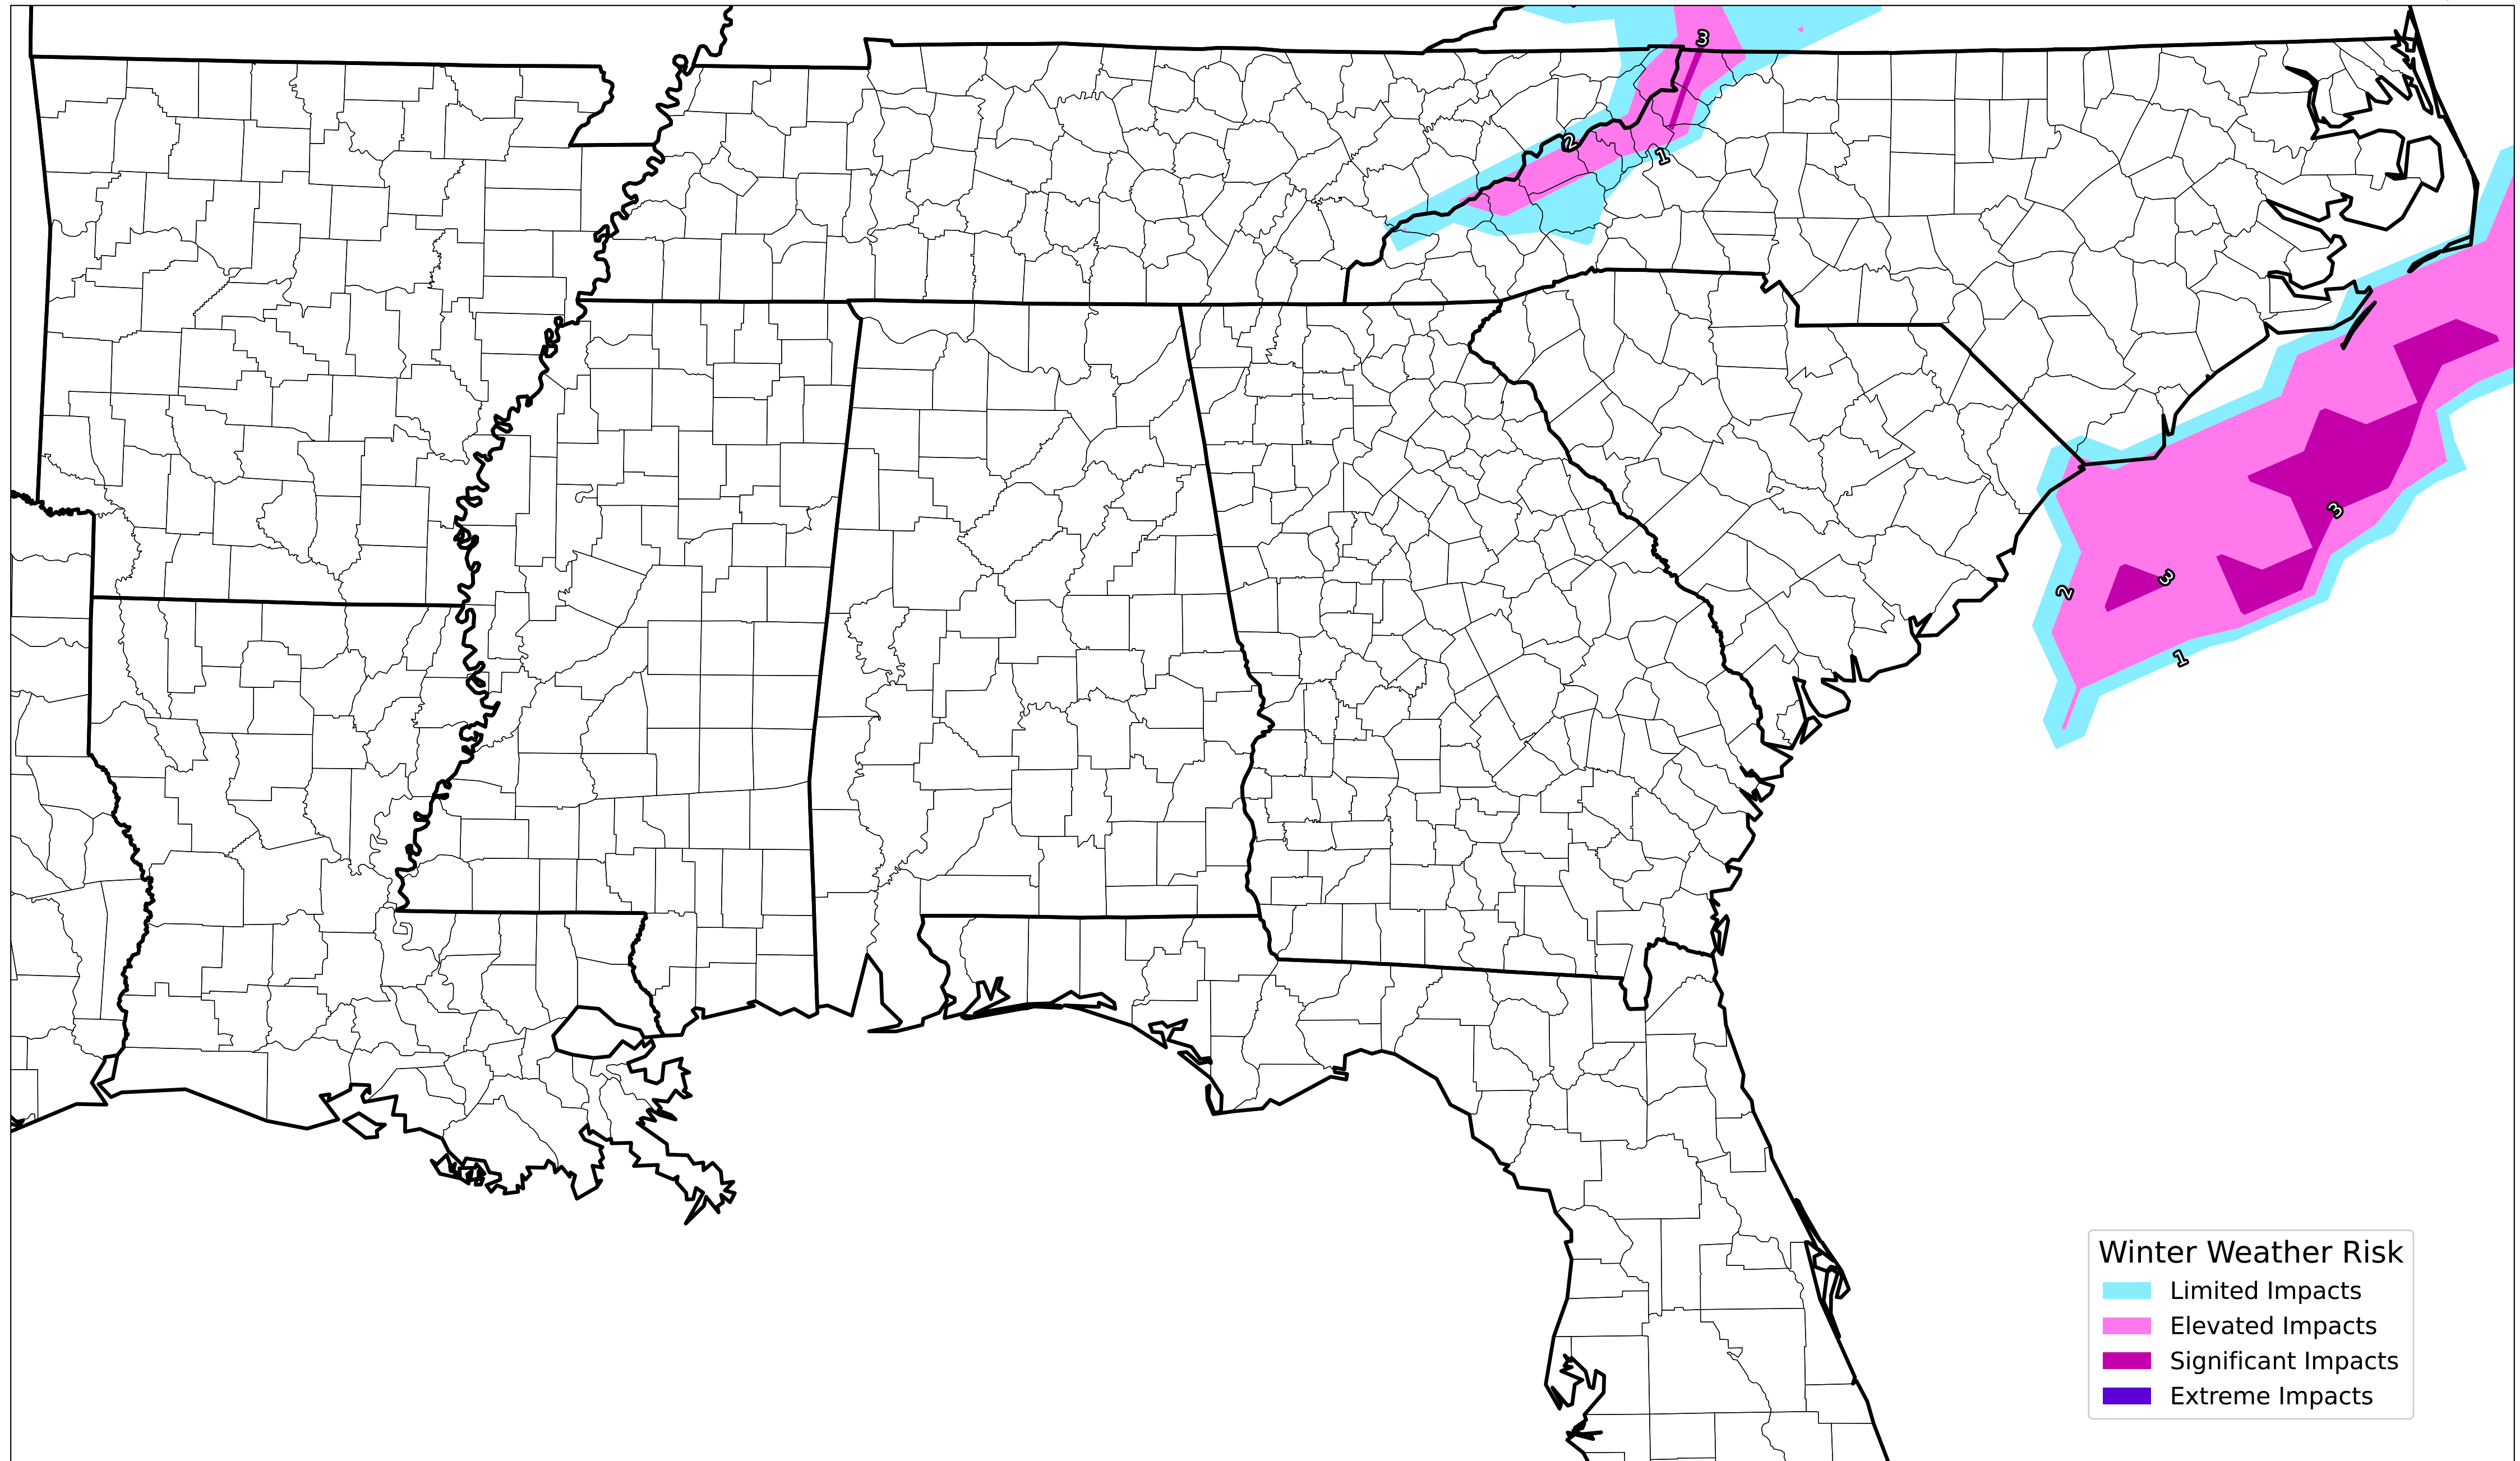 3
2
1
3
3
2
1
Winter Weather Risk
Limited Impacts
Elevated Impacts
Significant Impacts
Extreme Impacts